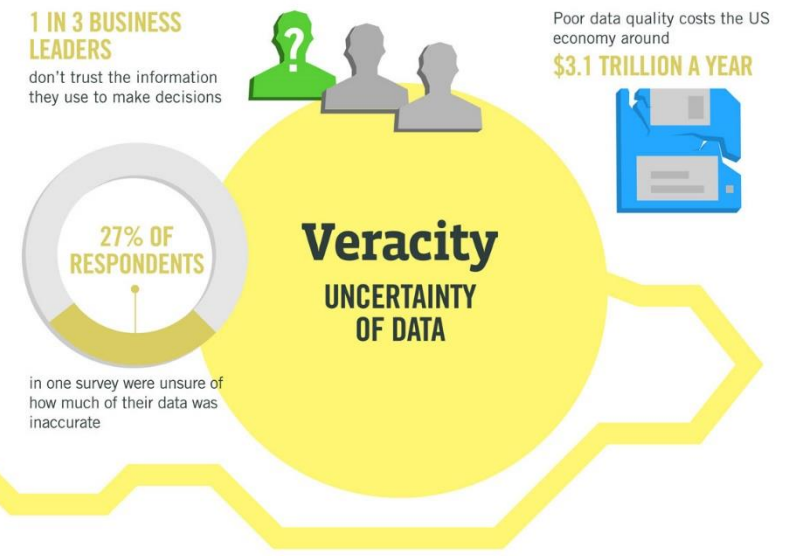 1 IN 3 BUSINESS
LEADERS
don't trust the information
they use to make decisions
?
Poor data quality costs the US
economy around
$3.1 TRILLION A YEAR
27% OF
RESPONDENTS
in one survey were unsure of
how much of their data was
inaccurate
Veracity
UNCERTAINTY
OF DATA